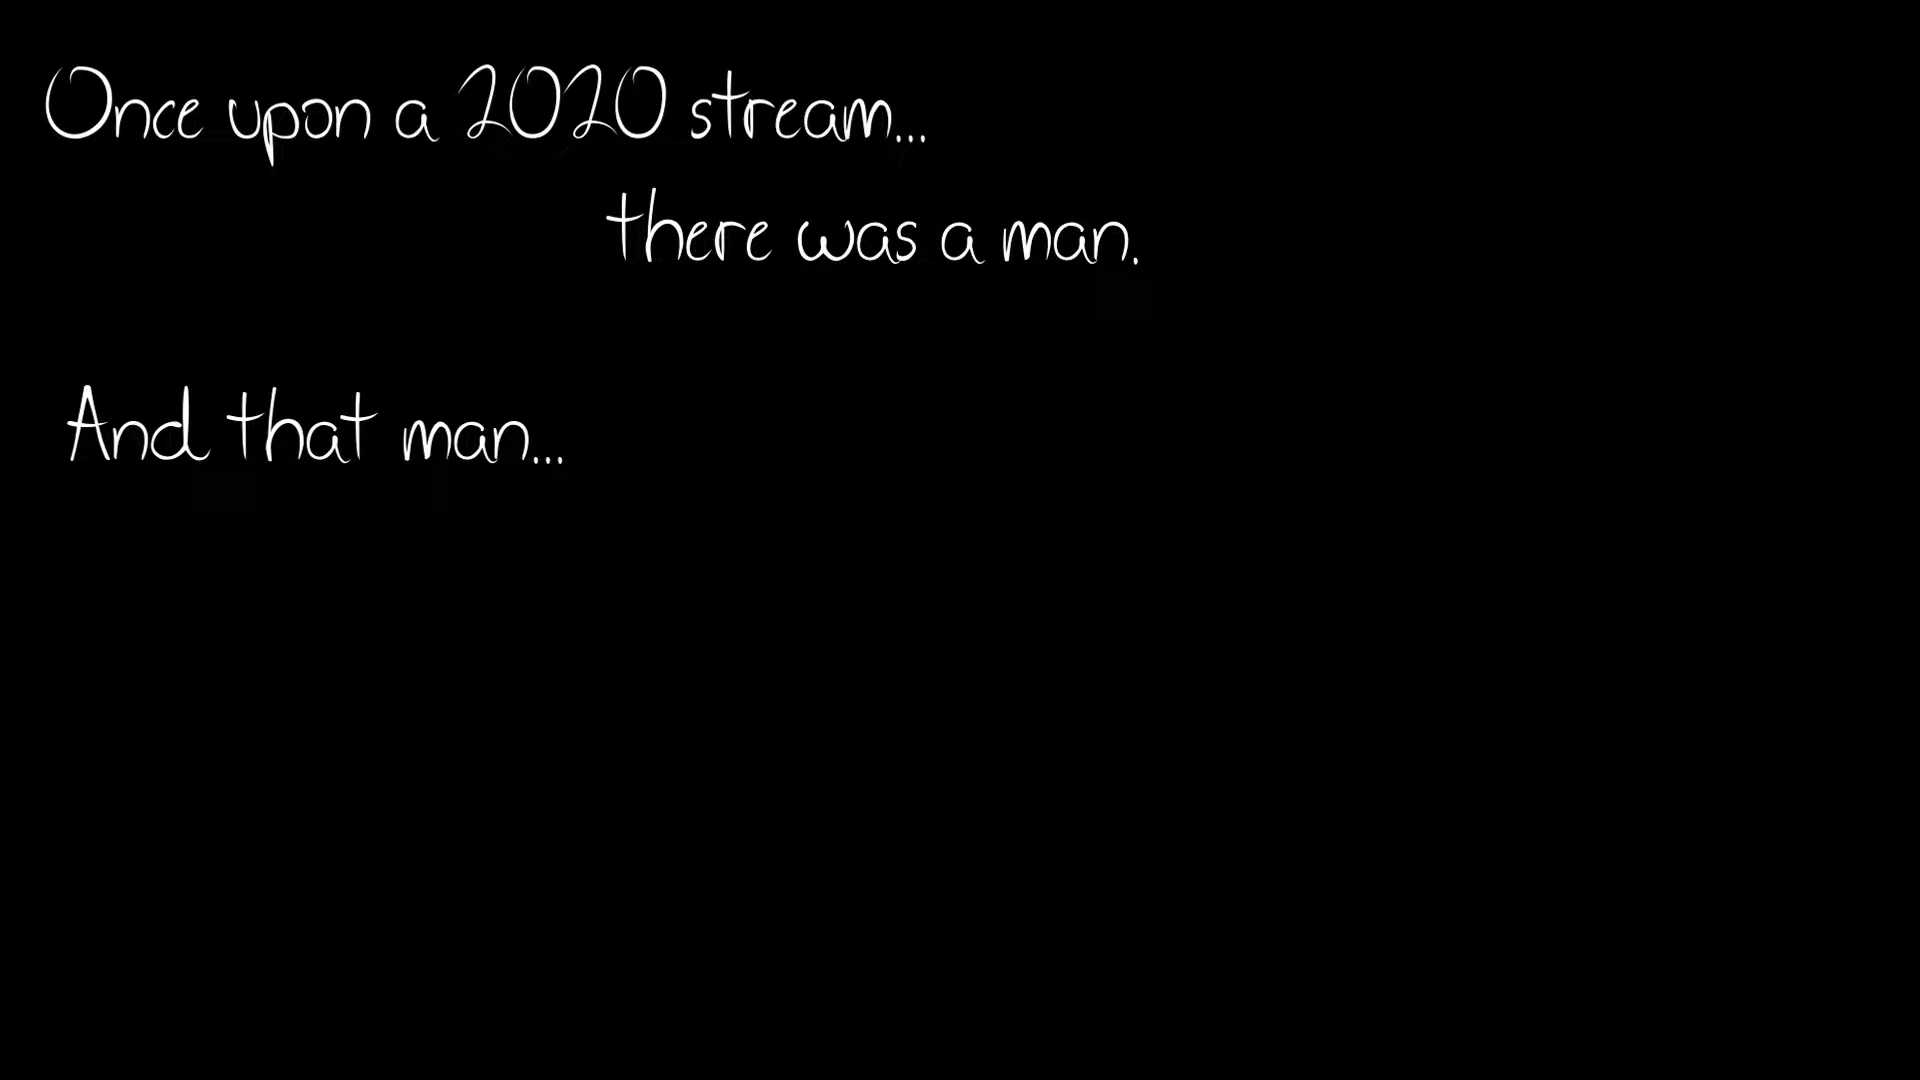 Once upon a 2020 stream...
there was a man.
And that man...